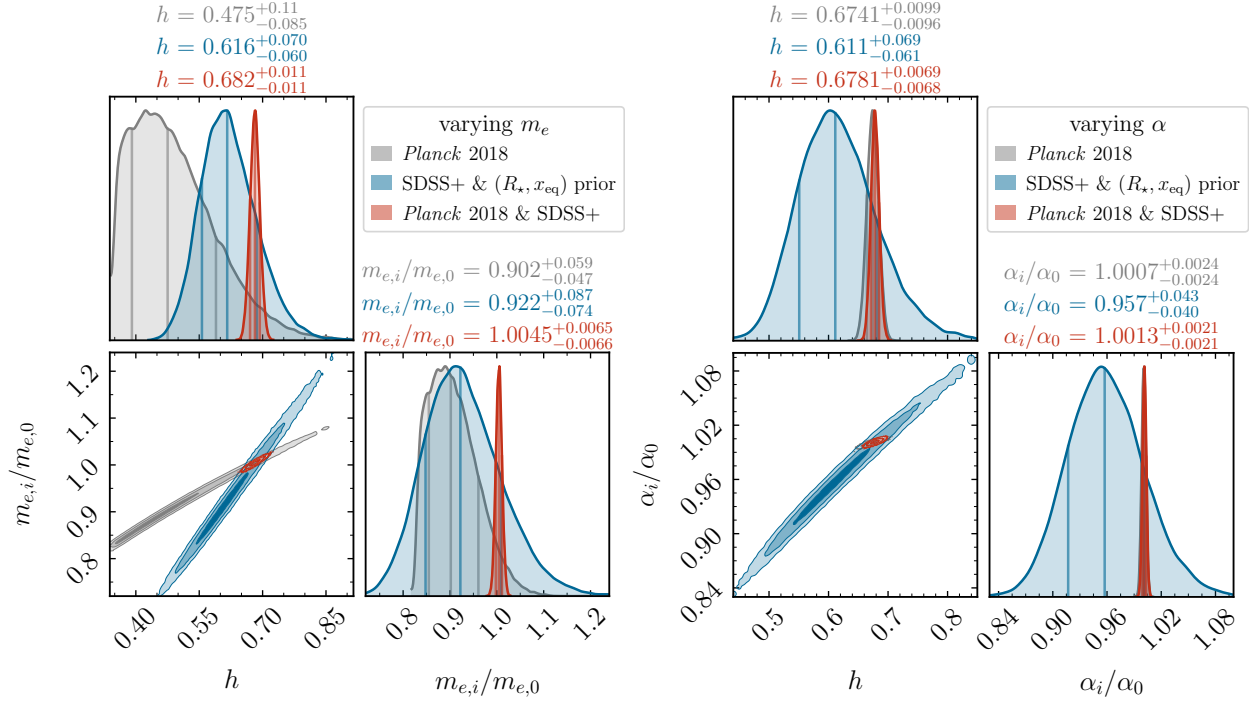 h = 0.475^{+0.11}_{-0.085}
h = 0.616^{+0.070}_{-0.060}
h = 0.682^{+0.011}_{-0.011}
varying m_e
Planck 2018
SDSS+ & (R_⋆, x_eq) prior
Planck 2018 & SDSS+
m_{e,i}/m_{e,0} = 0.902^{+0.059}_{-0.047}
m_{e,i}/m_{e,0} = 0.922^{+0.087}_{-0.074}
m_{e,i}/m_{e,0} = 1.0045^{+0.0065}_{-0.0066}
m_{e,i}/m_{e,0}
1.2
1.1
1.0
0.9
0.8
0.40 0.55 0.70 0.85
h
0.8 0.9 1.0 1.1 1.2
m_{e,i}/m_{e,0}
h = 0.6741^{+0.0099}_{-0.0096}
h = 0.611^{+0.069}_{-0.061}
h = 0.6781^{+0.0069}_{-0.0068}
varying α
Planck 2018
SDSS+ & (R_⋆, x_eq) prior
Planck 2018 & SDSS+
α_i/α_0 = 1.0007^{+0.0024}_{-0.0024}
α_i/α_0 = 0.957^{+0.043}_{-0.040}
α_i/α_0 = 1.0013^{+0.0021}_{-0.0021}
α_i/α_0
1.08
1.02
0.96
0.90
0.84
0.5 0.6 0.7 0.8
h
0.84 0.90 0.96 1.02 1.08
α_i/α_0